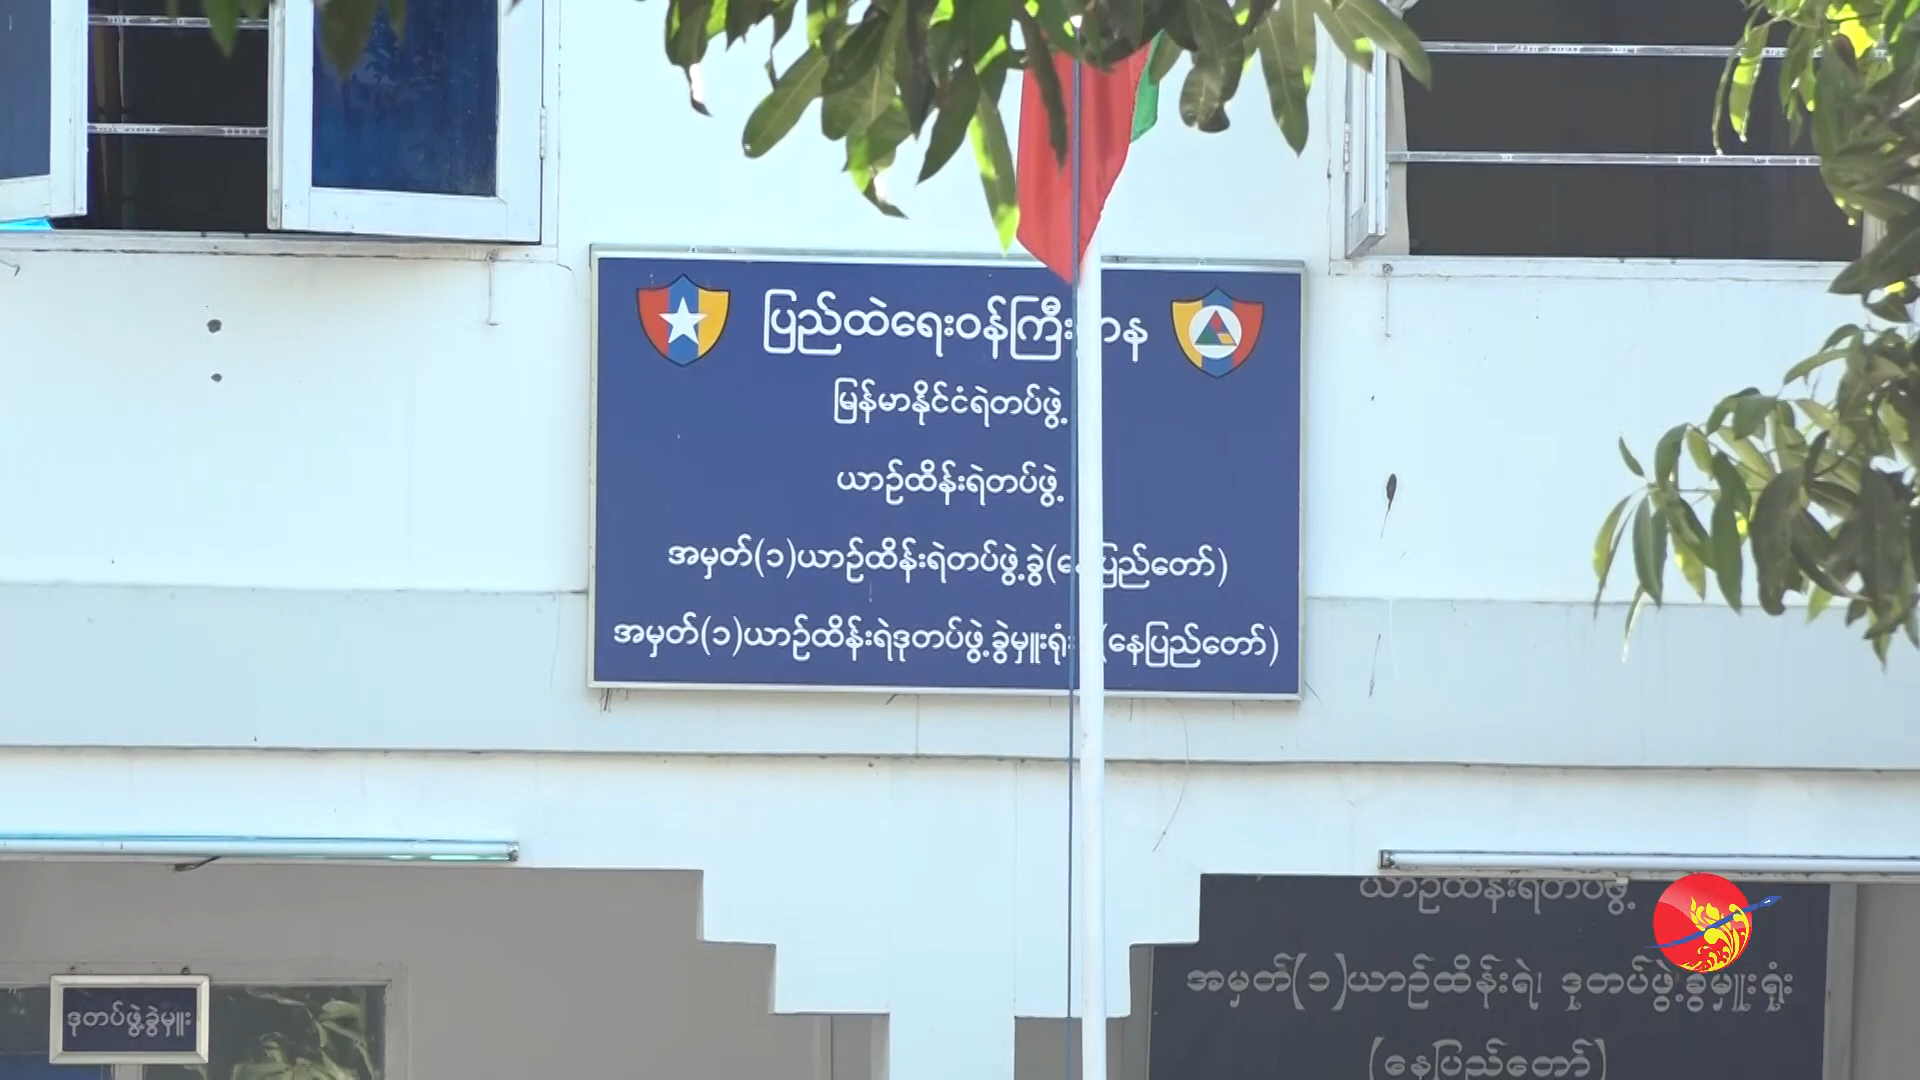 ပြည်ထဲရေးဝန်ကြီး
မြန်မာနိုင်ငံရဲတပ်ဖွဲ့
ယာဉ်ထိန်းရဲတပ်ဖွဲ့
အမှတ်(၁)ယာဉ်ထိန်းရဲတပ်ဖွဲ့ခွဲ(နေပြည်တော်)
အမှတ်(၁)ယာဉ်ထိန်းရဲဒုတပ်ဖွဲ့ခွဲမှူးရုံး (နေပြည်တော်)
ယာဉ်ထိန်းရဲတပ်ဖွဲ့
အမှတ်(၁)ယာဉ်ထိန်းရဲ၊ ဒုတပ်ဖွဲ့ခွဲမှူးရုံး
(နေပြည်တော်)
ဒုတပ်ဖွဲ့ခွဲမှူး